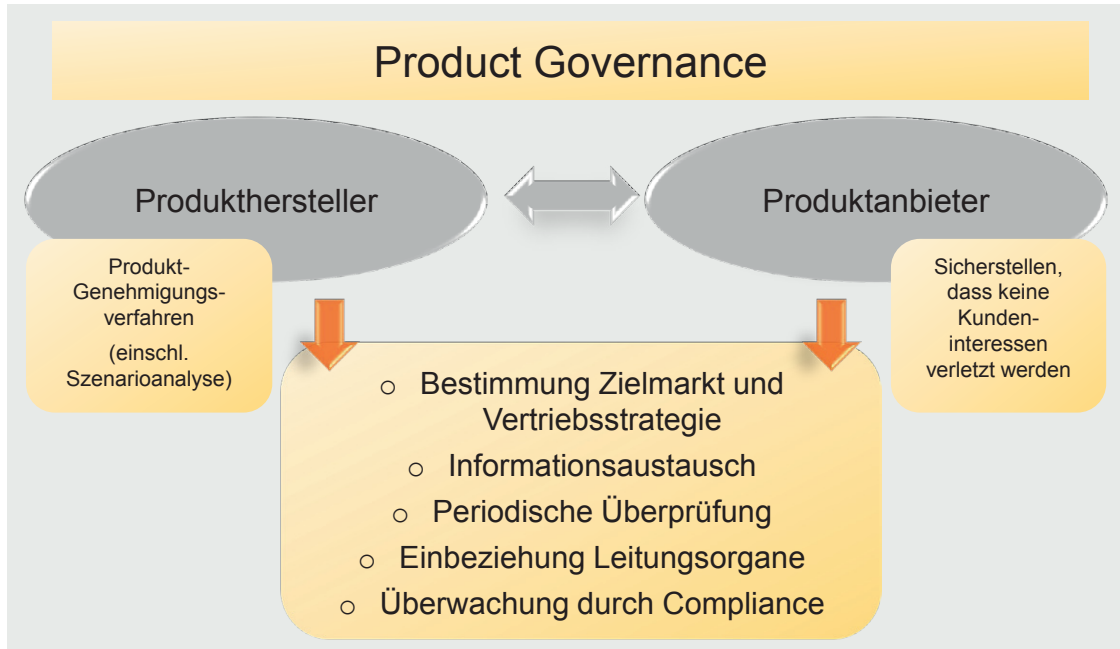 Product Governance
Produkthersteller
Produktanbieter
Produkt-
Genehmigungs-
verfahren
(einschl.
Szenarioanalyse)
Sicherstellen,
dass keine
Kunden-
interessen
verletzt werden
o Bestimmung Zielmarkt und
Vertriebsstrategie
o Informationsaustausch
o Periodische Überprüfung
o Einbeziehung Leitungsorgane
o Überwachung durch Compliance